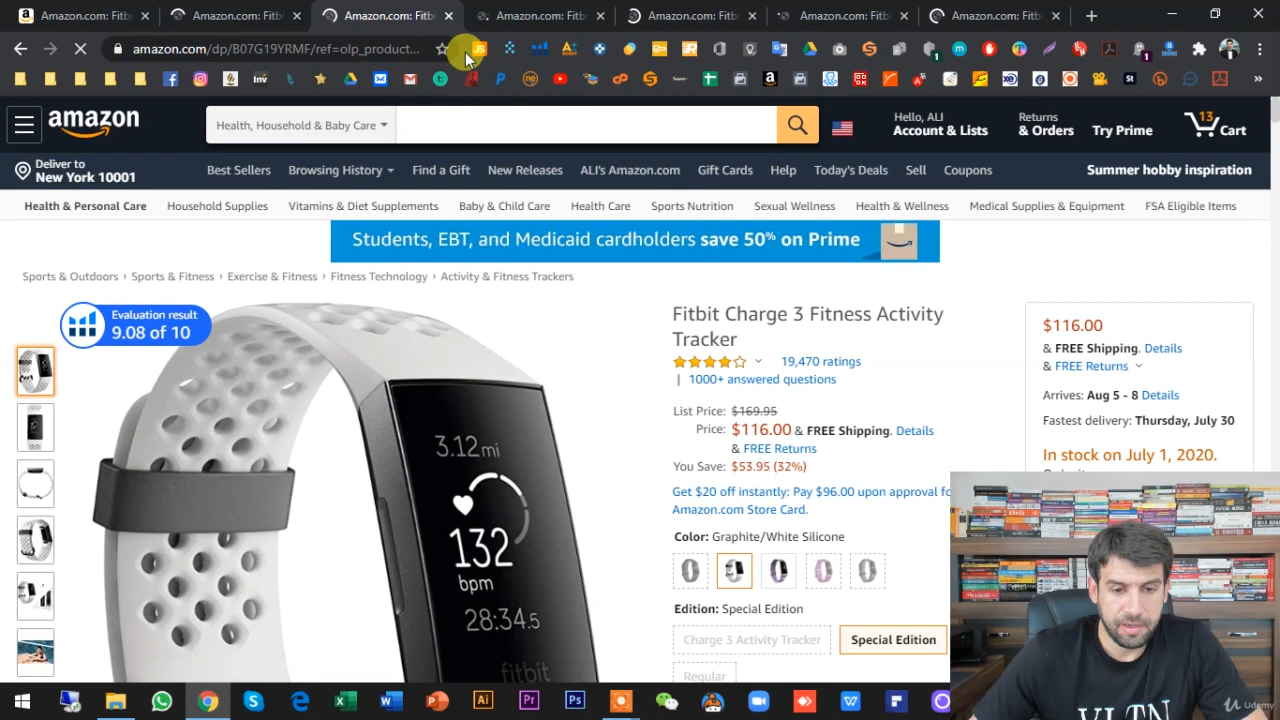 Amazon.com: Fitb
Amazon.com: Fitb
Amazon.com: Fitbi
Amazon.com: Fitb
Amazon.com: Fitb
Amazon.com: Fitb
Amazon.com: Fitb
amazon.com/dp/B07G19YRMF/ref=olp_product...
amazon
Health, Household & Baby Care
Hello, ALI
Account & Lists
Returns
& Orders
Try Prime
13
Cart
Deliver to
New York 10001
Best Sellers
Browsing History
Find a Gift
New Releases
ALI's Amazon.com
Gift Cards
Help
Today's Deals
Sell
Coupons
Summer hobby inspiration
Health & Personal Care
Household Supplies
Vitamins & Diet Supplements
Baby & Child Care
Health Care
Sports Nutrition
Sexual Wellness
Health & Wellness
Medical Supplies & Equipment
FSA Eligible Items
Students, EBT, and Medicaid cardholders save 50% on Prime
Sports & Outdoors › Sports & Fitness › Exercise & Fitness › Fitness Technology › Activity & Fitness Trackers
Evaluation result
9.08 of 10
3.12mi
132
bpm
28:34.5
fitbit
Fitbit Charge 3 Fitness Activity
Tracker
19,470 ratings
| 1000+ answered questions
List Price: $169.95
Price: $116.00 & FREE Shipping. Details
& FREE Returns
You Save: $53.95 (32%)
Get $20 off instantly: Pay $96.00 upon approval fo
Amazon.com Store Card.
Color: Graphite/White Silicone
Edition: Special Edition
Charge 3 Activity Tracker
Special Edition
Regular
$116.00
& FREE Shipping. Details
& FREE Returns
Arrives: Aug 5 - 8 Details
Fastest delivery: Thursday, July 30
In stock on July 1, 2020.
Udemy